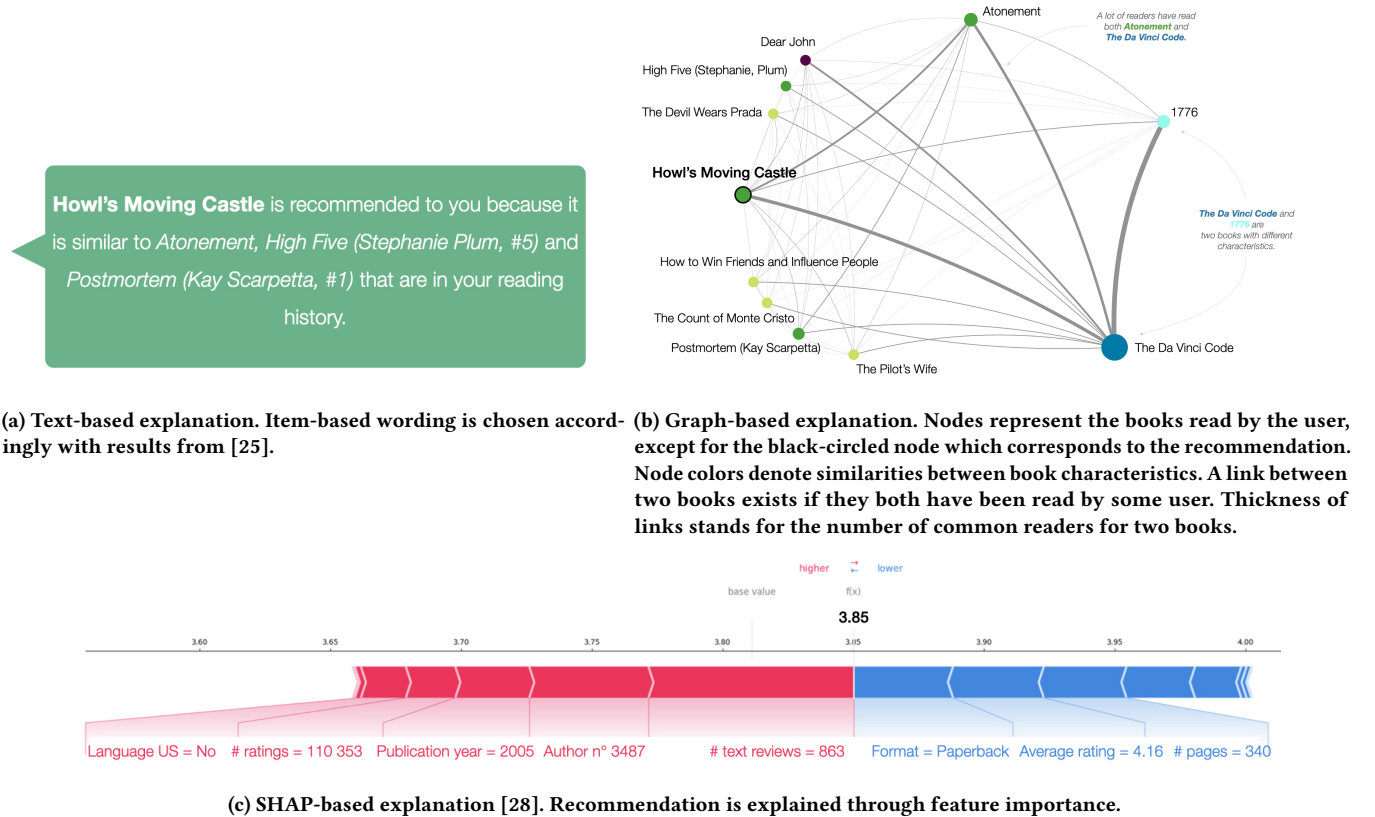 Howl's Moving Castle is recommended to you because it
is similar to Atonement, High Five (Stephanie Plum, #5) and
Postmortem (Kay Scarpetta, #1) that are in your reading
history.
(a) Text-based explanation. Item-based wording is chosen accord-
ingly with results from [25].
Atonement
A lot of readers have read
both Atonement and
The Da Vinci Code.
Dear John
High Five (Stephanie, Plum)
The Devil Wears Prada
1776
Howl's Moving Castle
The Da Vinci Code and
1776 are
two books with different
characteristics.
How to Win Friends and Influence People
The Count of Monte Cristo
Postmortem (Kay Scarpetta)
The Da Vinci Code
The Pilot's Wife
(b) Graph-based explanation. Nodes represent the books read by the user,
except for the black-circled node which corresponds to the recommendation.
Node colors denote similarities between book characteristics. A link between
two books exists if they both have been read by some user. Thickness of
links stands for the number of common readers for two books.
higher → ← lower
base value f(x)
3.85
3.60 3.65 3.70 3.75 3.80 3.85 3.90 3.95 4.00
Language US = No # ratings = 110 353 Publication year = 2005 Author n° 3487 # text reviews = 863 Format = Paperback Average rating = 4.16 # pages = 340
(c) SHAP-based explanation [28]. Recommendation is explained through feature importance.